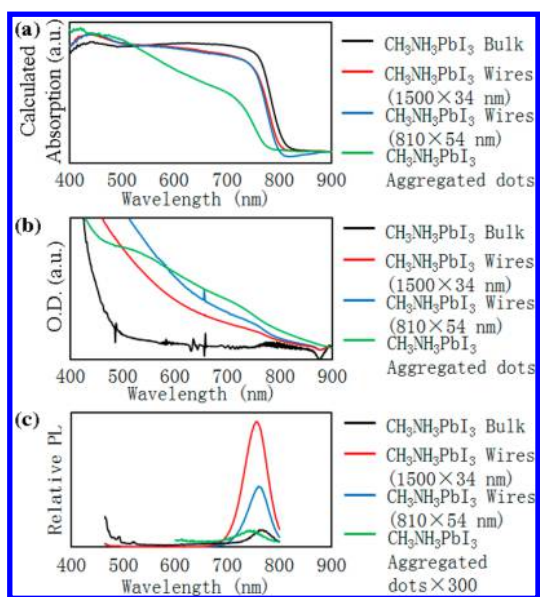 (a)
Calculated
Absorption (a.u.)
400 500 600 700 800 900
Wavelength (nm)
CH₃NH₃PbI₃ Bulk
CH₃NH₃PbI₃ Wires
(1500×34 nm)
CH₃NH₃PbI₃ Wires
(810×54 nm)
CH₃NH₃PbI₃
Aggregated dots
(b)
O.D. (a.u.)
400 500 600 700 800 900
Wavelength (nm)
CH₃NH₃PbI₃ Bulk
CH₃NH₃PbI₃ Wires
(1500×34 nm)
CH₃NH₃PbI₃ Wires
(810×54 nm)
CH₃NH₃PbI₃
Aggregated dots
(c)
Relative PL
400 500 600 700 800 900
Wavelength (nm)
CH₃NH₃PbI₃ Bulk
CH₃NH₃PbI₃ Wires
(1500×34 nm)
CH₃NH₃PbI₃ Wires
(810×54 nm)
CH₃NH₃PbI₃
Aggregated
dots×300